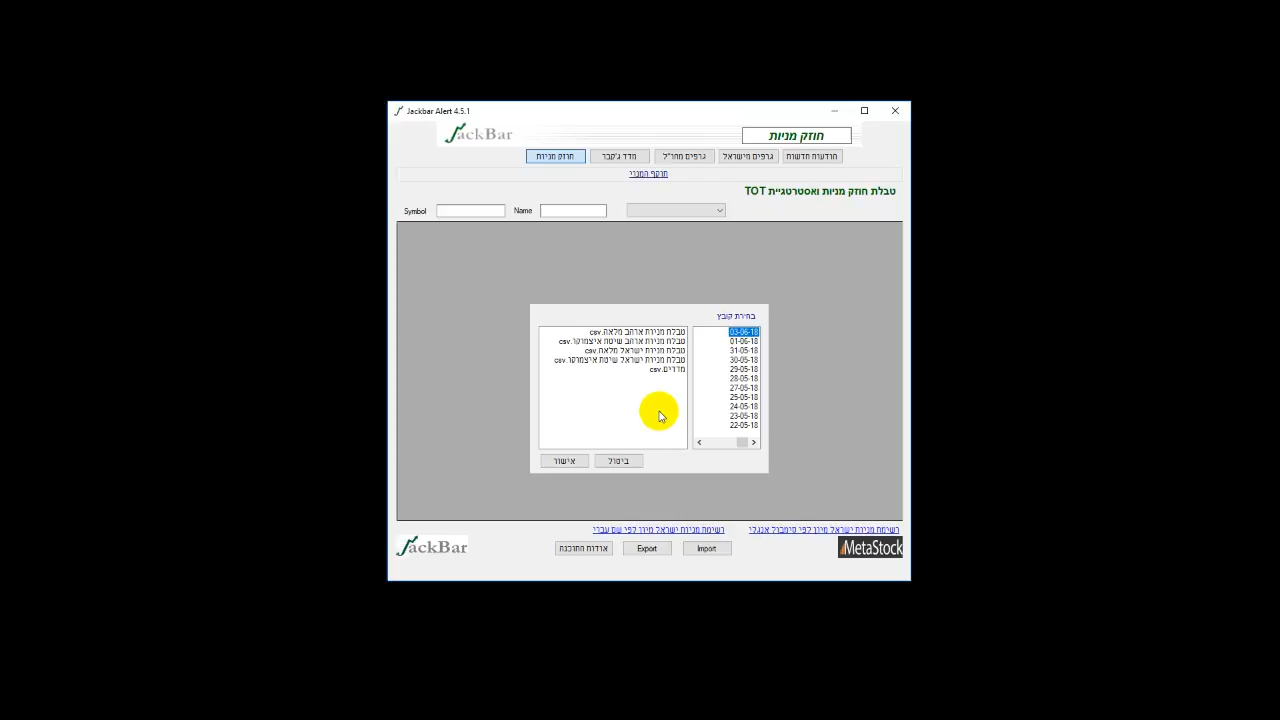 Jackbar Alert 4.5.1
JackBar
חוזק מניות
הודעות חדשות
גרפים מישראל
גרפים מחו"ל
מדד ג'קבר
חוזק מניות
תוקף המנוי
טבלת חוזק מניות ואסטרטגיית TOT
Symbol
Name
בחירת קובץ
03-06-18
01-06-18
31-05-18
30-05-18
29-05-18
28-05-18
27-05-18
25-05-18
24-05-18
23-05-18
22-05-18
טבלת מניות ארהב מלאה.csv
טבלת מניות ארהב שיטת איצמוקו.csv
טבלת מניות ישראל מלאה.csv
טבלת מניות ישראל שיטת איצמוקו.csv
מדדים.csv
ביטול
אישור
רשימת מניות ישראל מיון לפי סימבול אנגלי
רשימת מניות ישראל מיון לפי שם עברי
JackBar
אודות התוכנה
Export
Import
MetaStock